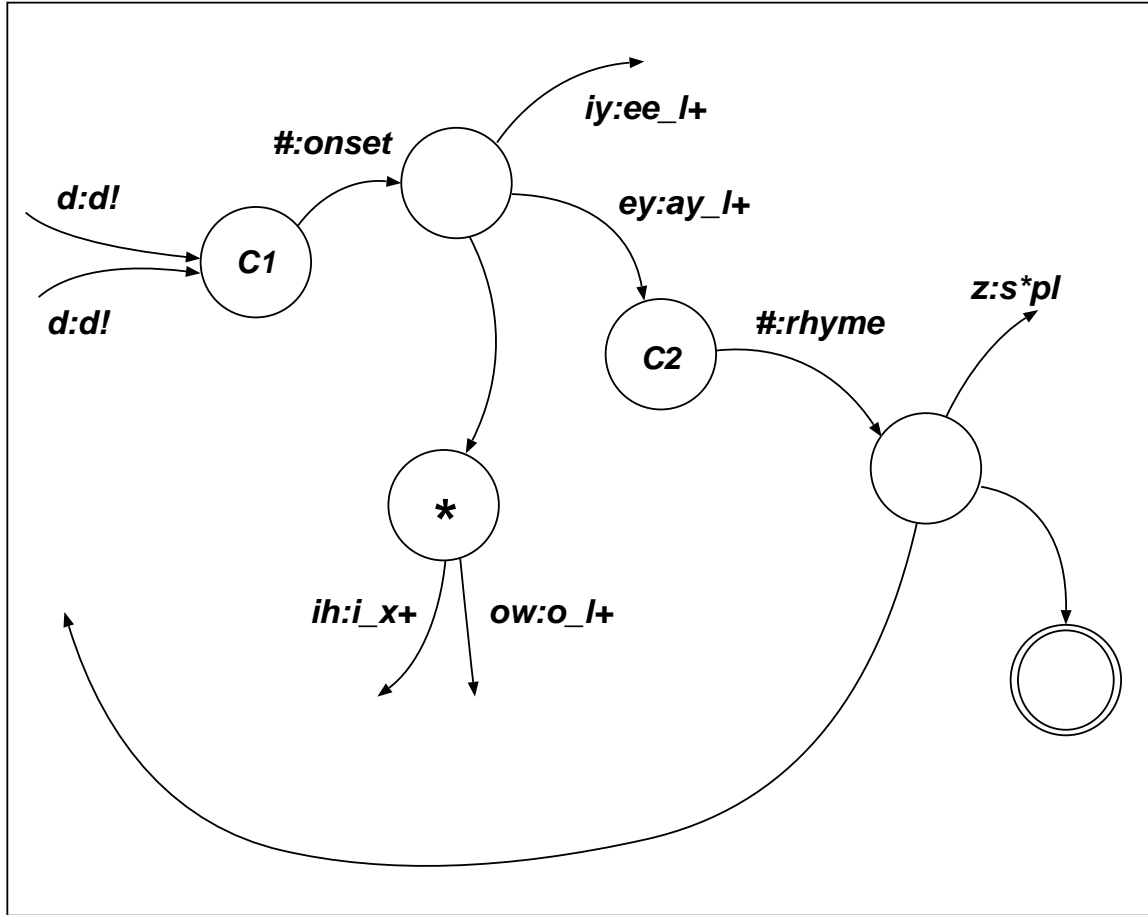 iy:ee_l+
#:onset
d:d!
ey:ay_l+
C1
z:s*pl
d:d!
#:rhyme
C2
*
ih:i_x+
ow:o_l+